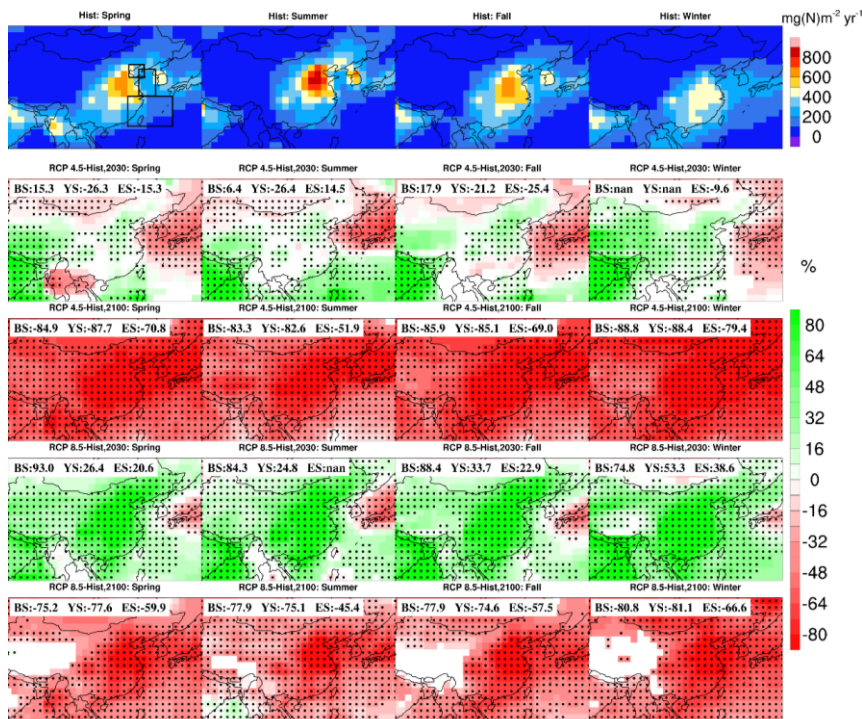 Hist: Spring Hist: Summer Hist: Fall Hist: Winter mg(N)m⁻² yr⁻¹
800
600
400
200
0
RCP 4.5-Hist,2030: Spring RCP 4.5-Hist,2030: Summer RCP 4.5-Hist,2030: Fall RCP 4.5-Hist,2030: Winter
BS:15.3 YS:-26.3 ES:-15.3 BS:6.4 YS:-26.4 ES:14.5 BS:17.9 YS:-21.2 ES:-25.4 BS:nan YS:nan ES:-9.6
%
RCP 4.5-Hist,2100: Spring RCP 4.5-Hist,2100: Summer RCP 4.5-Hist,2100: Fall RCP 4.5-Hist,2100: Winter
BS:-84.9 YS:-87.7 ES:-70.8 BS:-83.3 YS:-82.6 ES:-51.9 BS:-85.9 YS:-85.1 ES:-69.0 BS:-88.8 YS:-88.4 ES:-79.4
RCP 8.5-Hist,2030: Spring RCP 8.5-Hist,2030: Summer RCP 8.5-Hist,2030: Fall RCP 8.5-Hist,2030: Winter
BS:93.0 YS:26.4 ES:20.6 BS:84.3 YS:24.8 ES:nan BS:88.4 YS:33.7 ES:22.9 BS:74.8 YS:53.3 ES:38.6
RCP 8.5-Hist,2100: Spring RCP 8.5-Hist,2100: Summer RCP 8.5-Hist,2100: Fall RCP 8.5-Hist,2100: Winter
BS:-75.2 YS:-77.6 ES:-59.9 BS:-77.9 YS:-75.1 ES:-45.4 BS:-77.9 YS:-74.6 ES:-57.5 BS:-80.8 YS:-81.1 ES:-66.6
80
64
48
32
16
0
-16
-32
-48
-64
-80